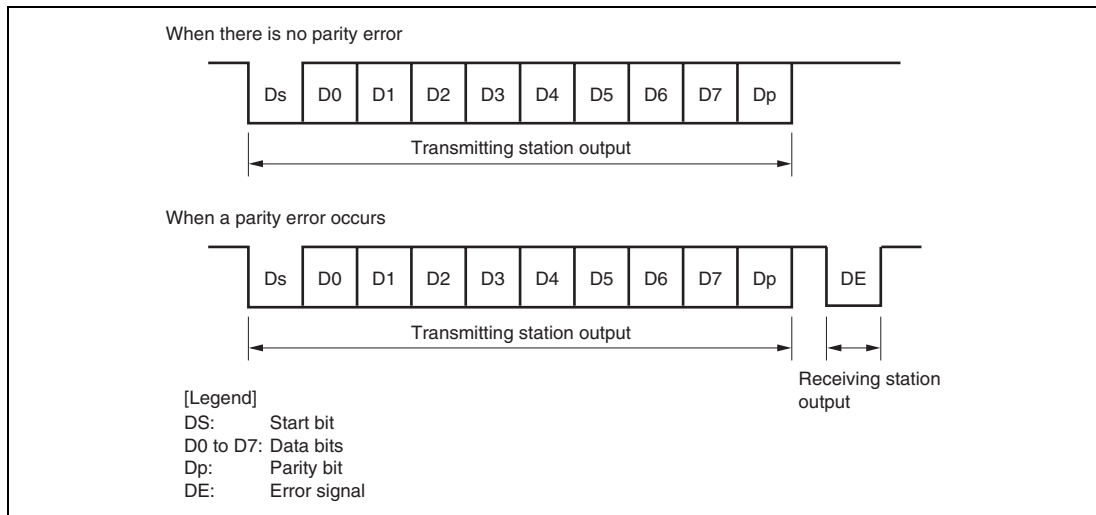 When there is no parity error
Ds D0 D1 D2 D3 D4 D5 D6 D7 Dp
Transmitting station output
When a parity error occurs
Ds D0 D1 D2 D3 D4 D5 D6 D7 Dp DE
Transmitting station output
Receiving station
output
[Legend]
DS: Start bit
D0 to D7: Data bits
Dp: Parity bit
DE: Error signal